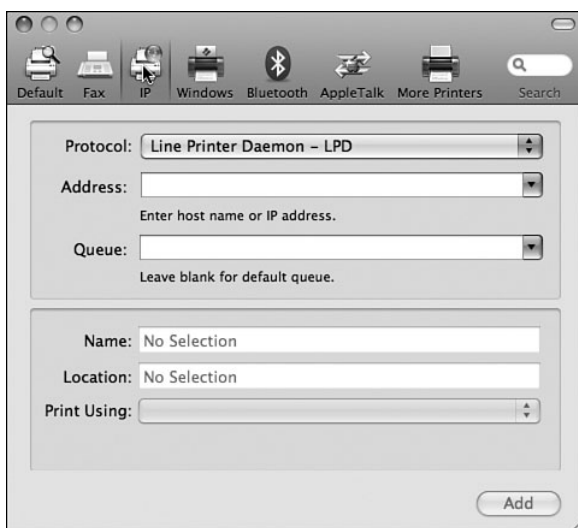 Default Fax IP Windows Bluetooth AppleTalk More Printers Search
Protocol: Line Printer Daemon – LPD
Address:
Enter host name or IP address.
Queue:
Leave blank for default queue.
Name: No Selection
Location: No Selection
Print Using:
Add